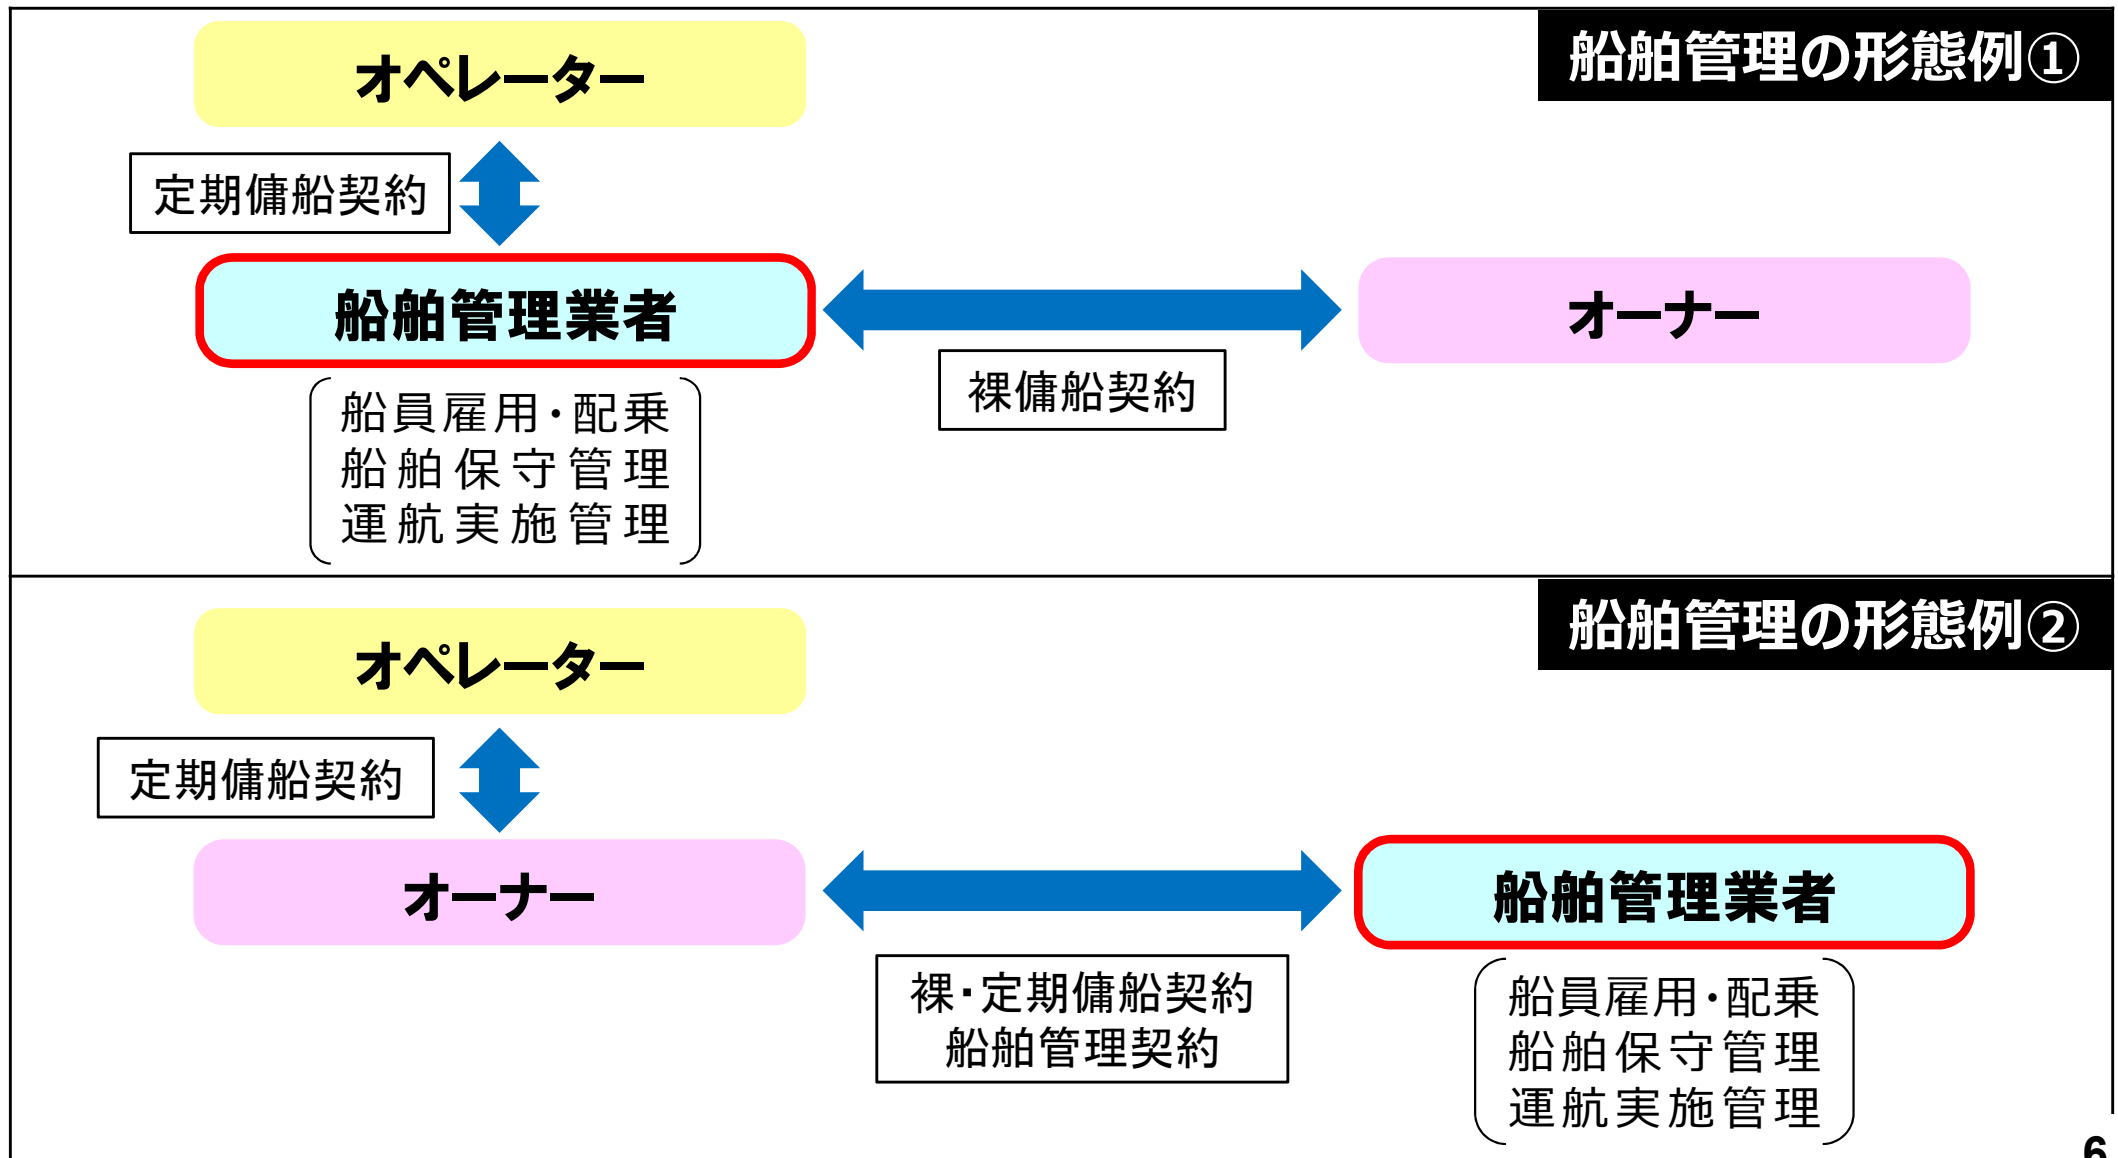 船舶管理の形態例①
オペレーター
定期傭船契約
船舶管理業者
オーナー
裸傭船契約
船員雇用・配乗
船舶保守管理
運航実施管理
船舶管理の形態例②
オペレーター
定期傭船契約
オーナー
船舶管理業者
裸・定期傭船契約
船舶管理契約
船員雇用・配乗
船舶保守管理
運航実施管理
6